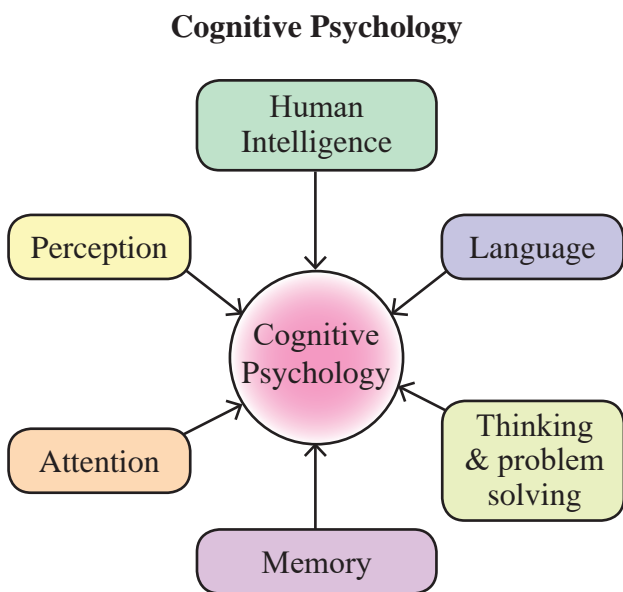 Cognitive Psychology
Human
Intelligence
Perception
Language
Cognitive
Psychology
Attention
Thinking
& problem
solving
Memory